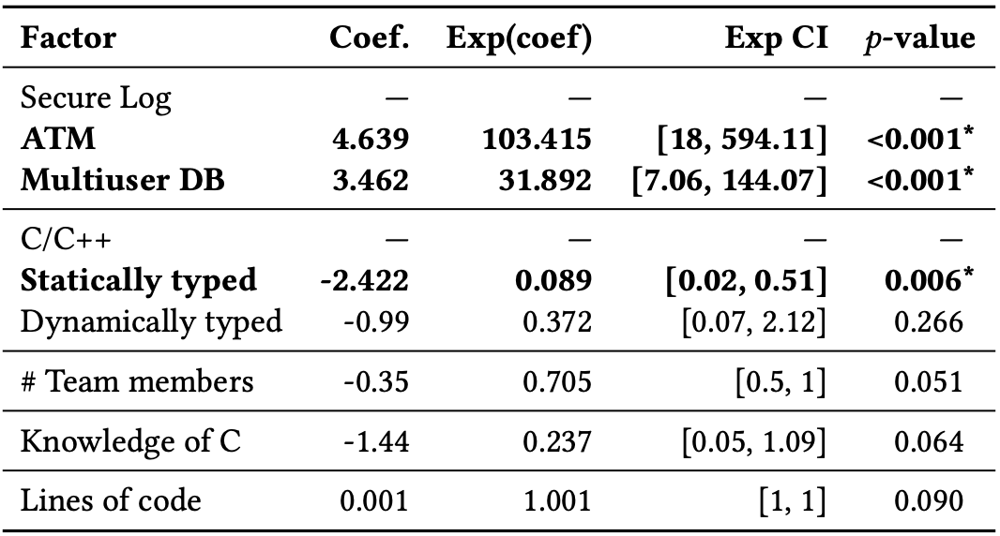 Factor Coef. Exp(coef) Exp CI p-value
Secure Log — — — —
ATM 4.639 103.415 [18, 594.11] <0.001*
Multiuser DB 3.462 31.892 [7.06, 144.07] <0.001*
C/C++ — — — —
Statically typed -2.422 0.089 [0.02, 0.51] 0.006*
Dynamically typed -0.99 0.372 [0.07, 2.12] 0.266
# Team members -0.35 0.705 [0.5, 1] 0.051
Knowledge of C -1.44 0.237 [0.05, 1.09] 0.064
Lines of code 0.001 1.001 [1, 1] 0.090